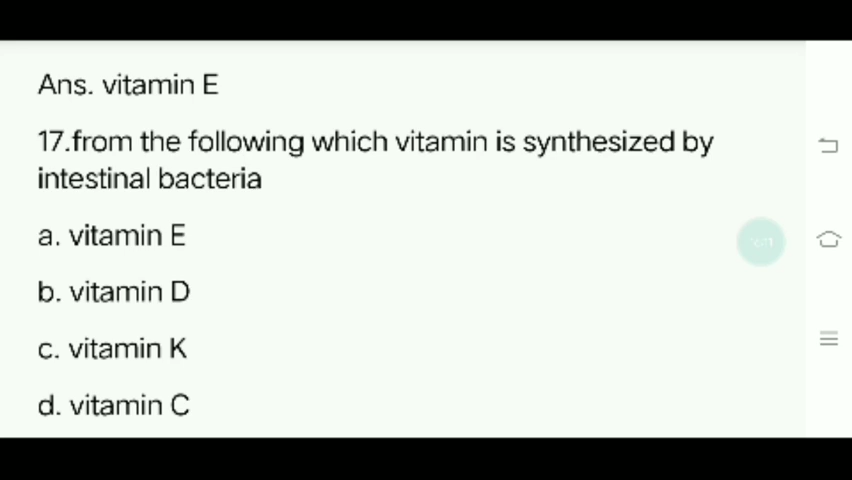 Ans. vitamin E
17.from the following which vitamin is synthesized by
intestinal bacteria
a. vitamin E
b. vitamin D
c. vitamin K
d. vitamin C